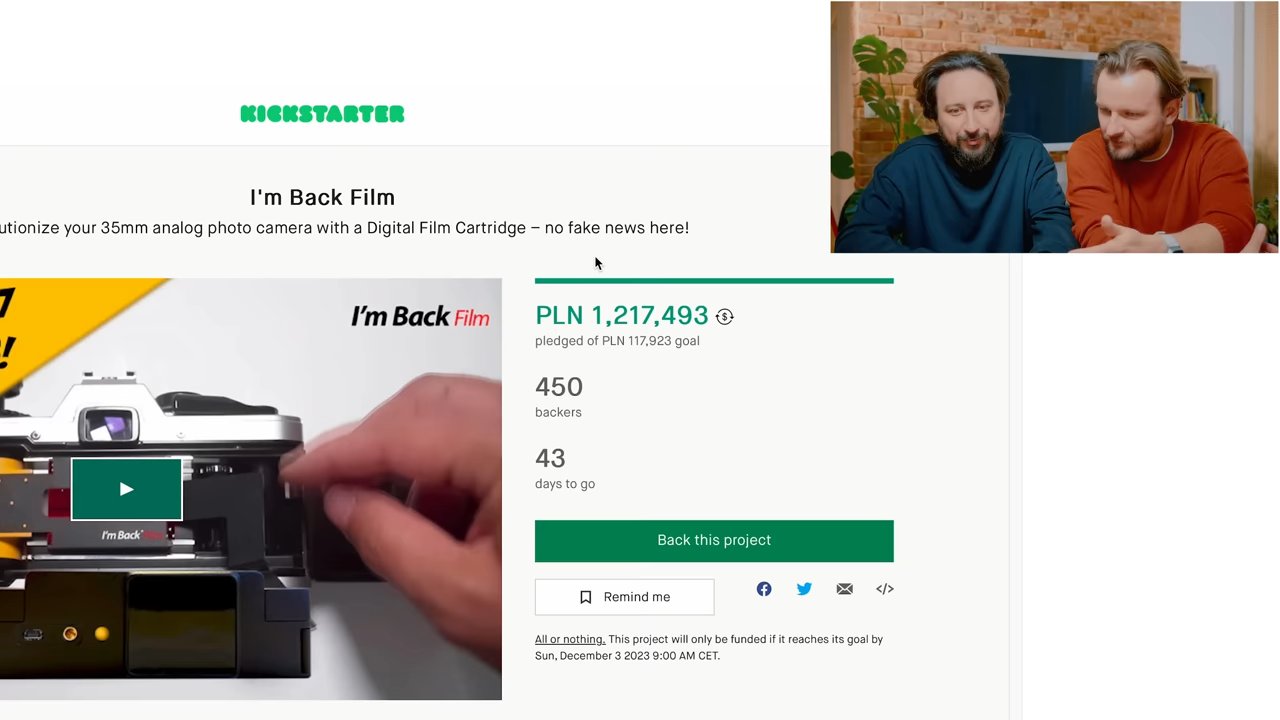 KICKSTARTER
I'm Back Film
utionize your 35mm analog photo camera with a Digital Film Cartridge – no fake news here!
I'm Back Film
PLN 1,217,493
pledged of PLN 117,923 goal
450
backers
43
days to go
I'm Back
Back this project
Remind me
All or nothing. This project will only be funded if it reaches its goal by
Sun, December 3 2023 9:00 AM CET.